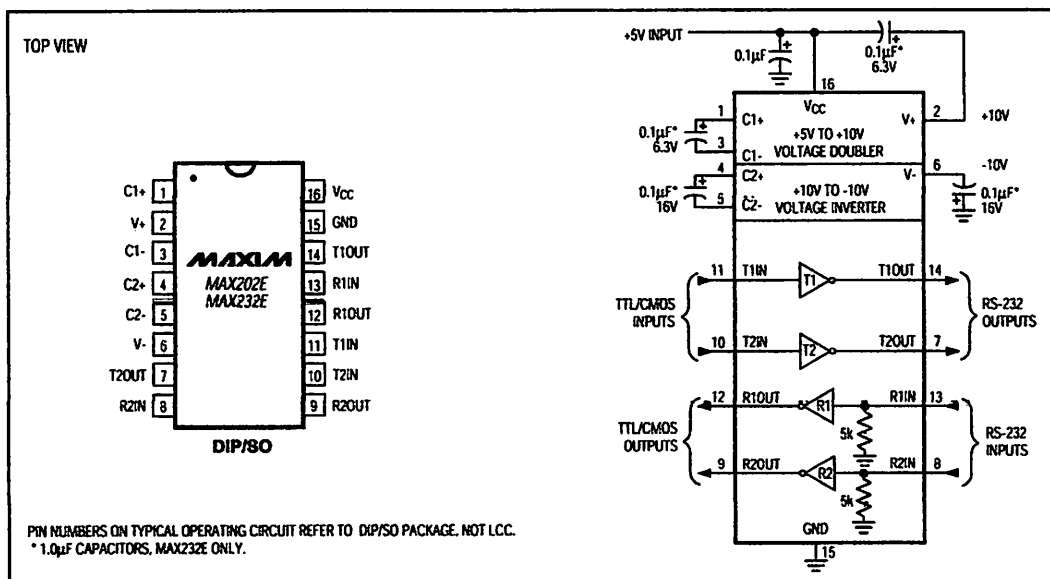 TOP VIEW
C1+ 1
V+ 2
C1- 3
C2+ 4
C2- 5
V- 6
T2OUT 7
R2IN 8
16 VCC
15 GND
14 T1OUT
13 R1IN
12 R1OUT
11 T1IN
10 T2IN
9 R2OUT
MAXIM
MAX202E
MAX232E
DIP/SO
+5V INPUT
0.1µF
+
+
0.1µF*
6.3V
16
VCC
1 C1+
+
0.1µF*
6.3V
3 C1-
+5V TO +10V
VOLTAGE DOUBLER
V+ 2 +10V
4 C2+
+
0.1µF*
16V
5 C2-
+10V TO -10V
VOLTAGE INVERTER
V- 6 -10V
+
0.1µF*
16V
TTL/CMOS
INPUTS
11 T1IN T1 T1OUT 14
10 T2IN T2 T2OUT 7
RS-232
OUTPUTS
TTL/CMOS
OUTPUTS
12 R1OUT R1 R1IN 13
5k
9 R2OUT R2 R2IN 8
5k
RS-232
INPUTS
GND
15
PIN NUMBERS ON TYPICAL OPERATING CIRCUIT REFER TO DIP/SO PACKAGE, NOT LCC.
* 1.0µF CAPACITORS, MAX232E ONLY.